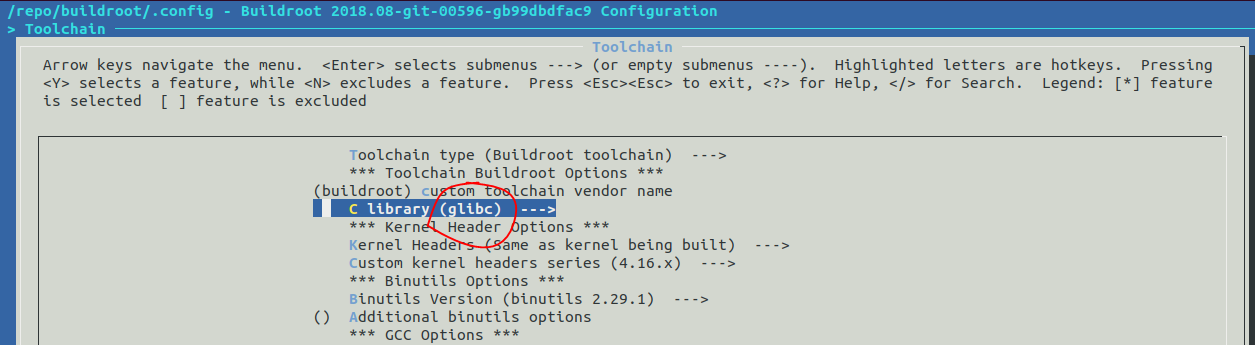 /repo/buildroot/.config - Buildroot 2018.08-git-00596-gb99dbdfac9 Configuration
> Toolchain
Toolchain
Arrow keys navigate the menu.  <Enter> selects submenus ---> (or empty submenus ----).  Highlighted letters are hotkeys.  Pressing
<Y> selects a feature, while <N> excludes a feature.  Press <Esc><Esc> to exit, <?> for Help, </> for Search.  Legend: [*] feature
is selected  [ ] feature is excluded
Toolchain type (Buildroot toolchain)  --->
*** Toolchain Buildroot Options ***
(buildroot) custom toolchain vendor name
C library (glibc)  --->
*** Kernel Header Options ***
Kernel Headers (Same as kernel being built)  --->
Custom kernel headers series (4.16.x)  --->
*** Binutils Options ***
Binutils Version (binutils 2.29.1)  --->
()  Additional binutils options
*** GCC Options ***